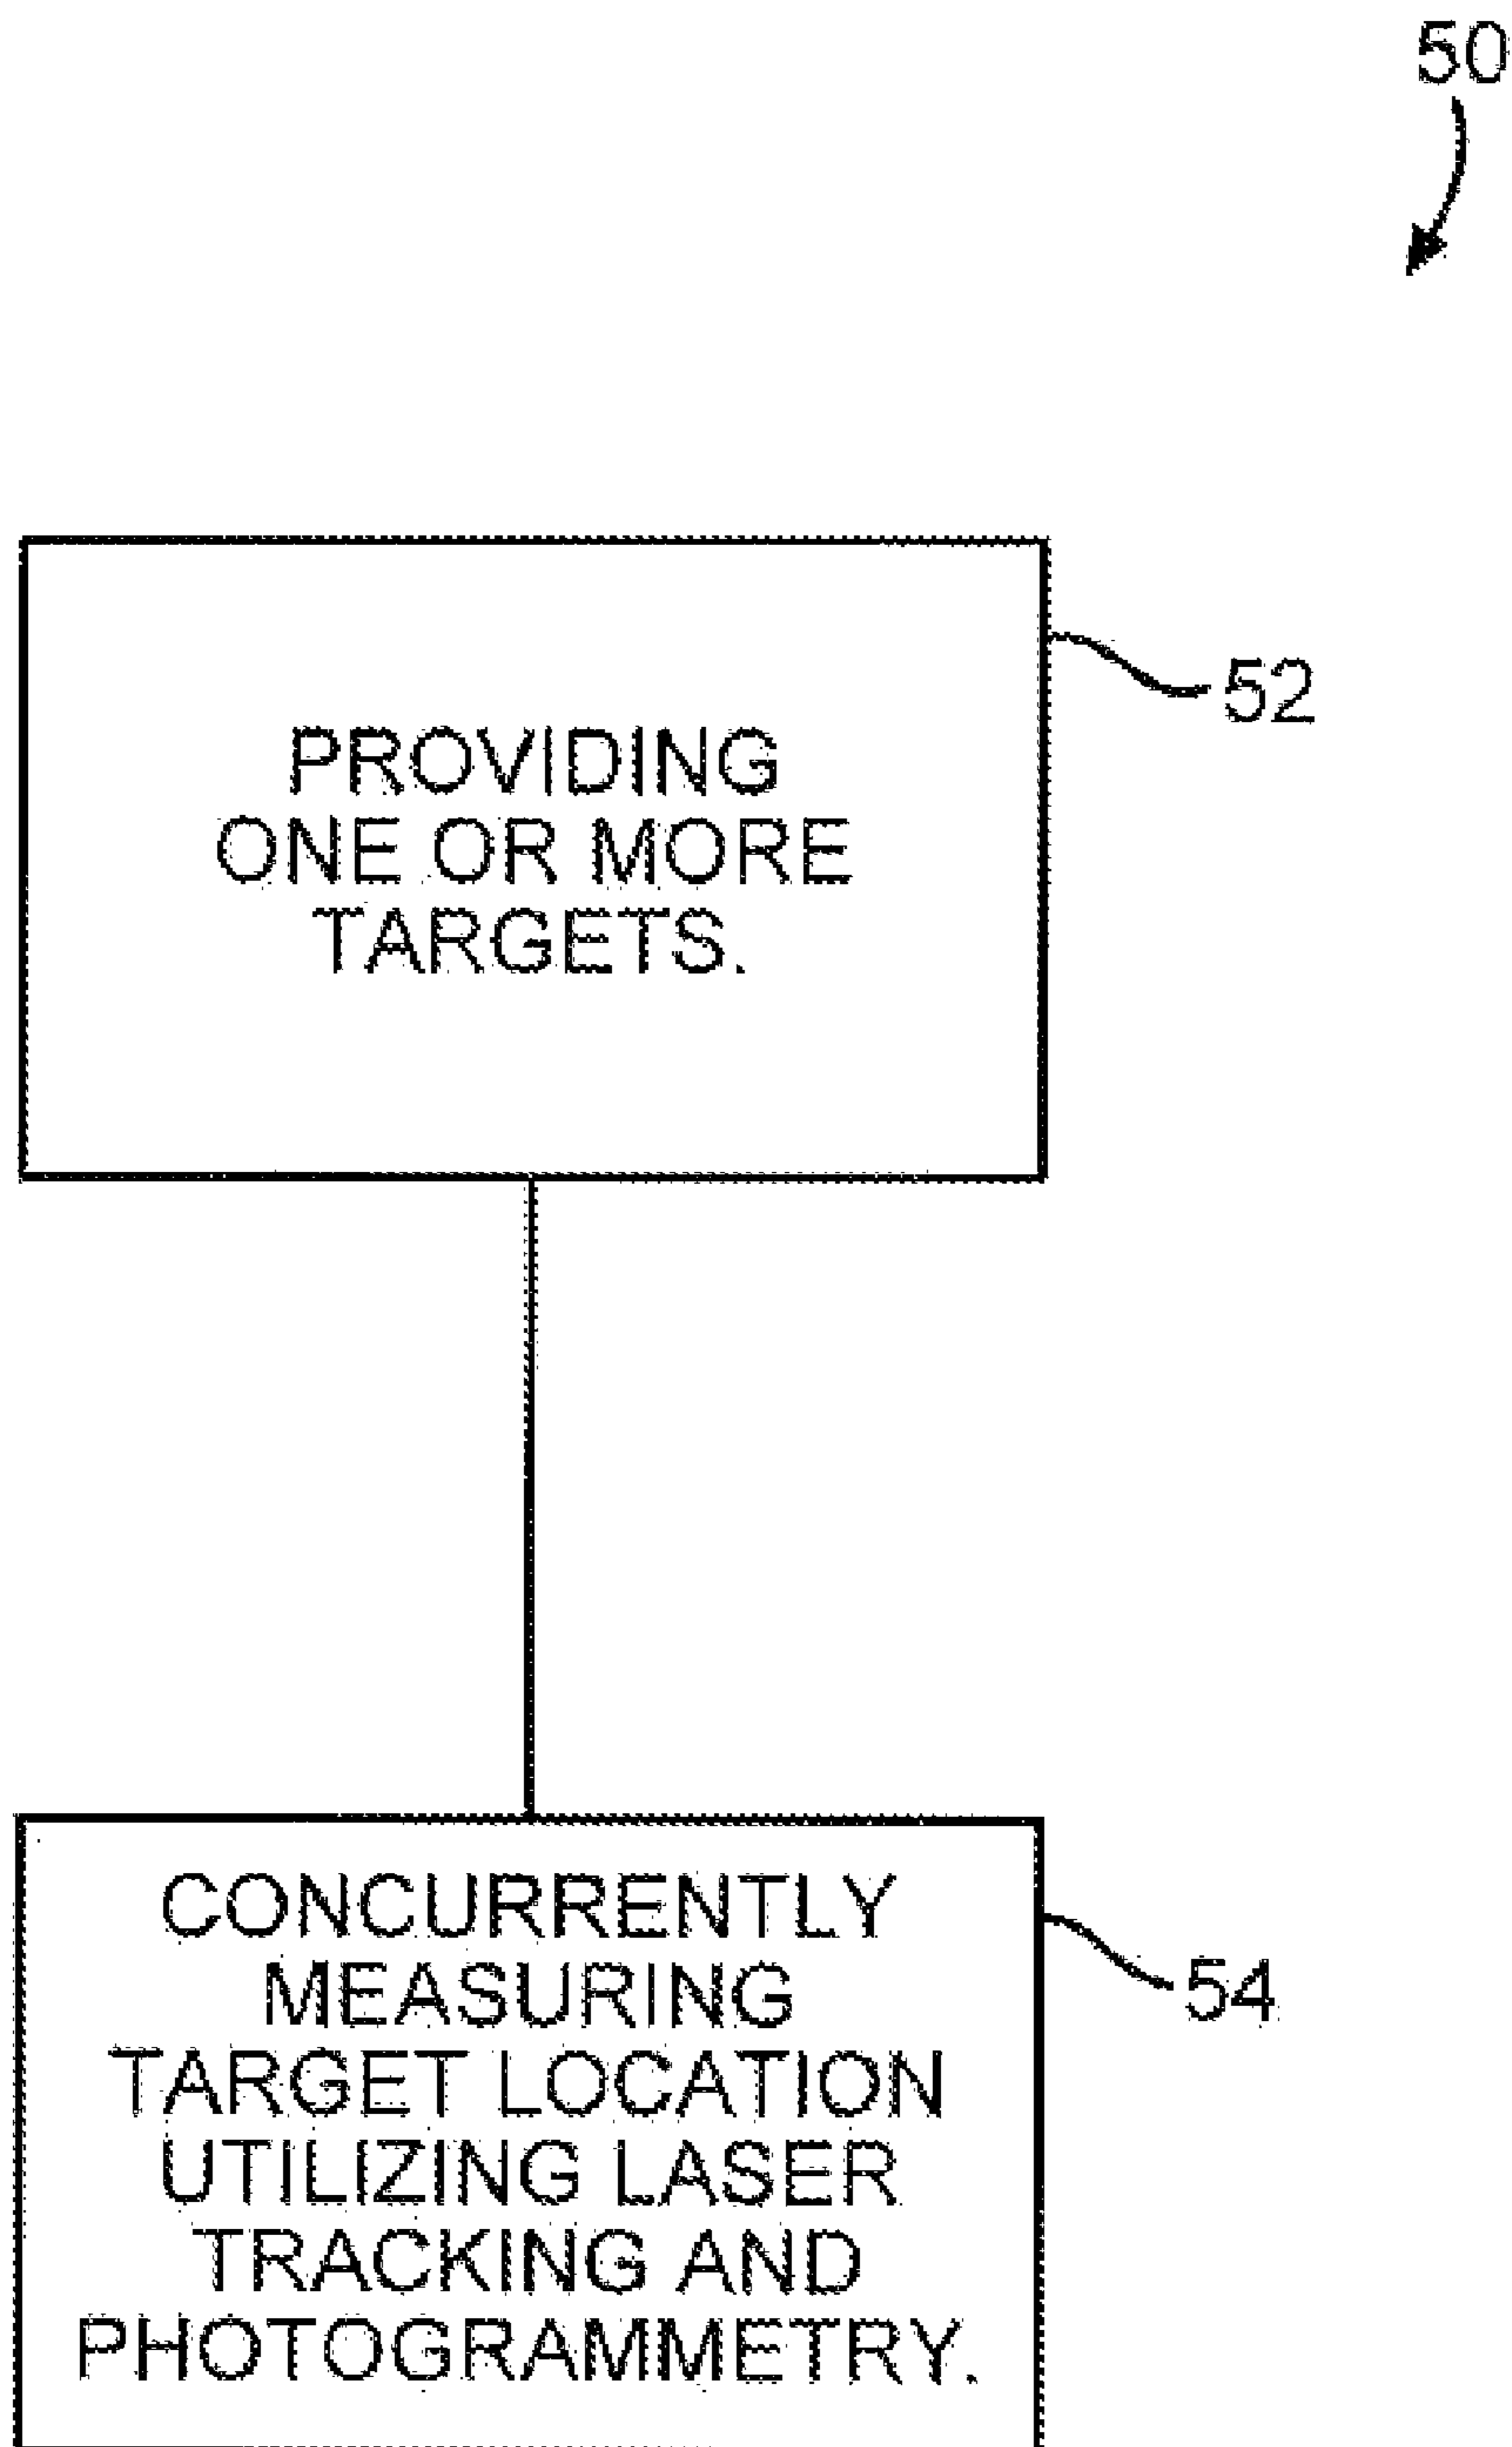 50
52
PROVIDING
ONE OR MORE
TARGETS.
CONCURRENTLY
MEASURING
TARGET LOCATION
UTILIZING LASER
TRACKING AND
PHOTOGRAMMETRY.
54